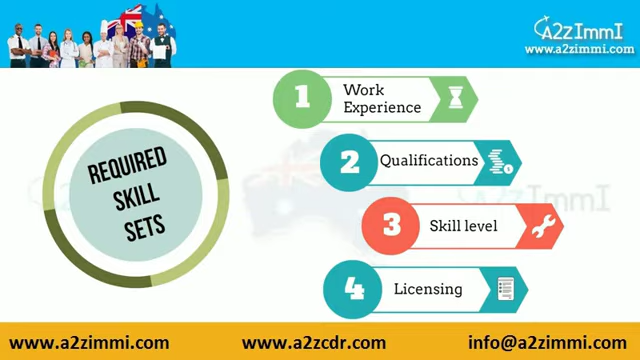 A2zImmI
www.a2zimmi.com
REQUIRED
SKILL
SETS
1
Work
Experience
2
Qualifications
3
Skill level
4
Licensing
A2zImmI
www.a2zimmi.com
www.a2zcdr.com
info@a2zimmi.com